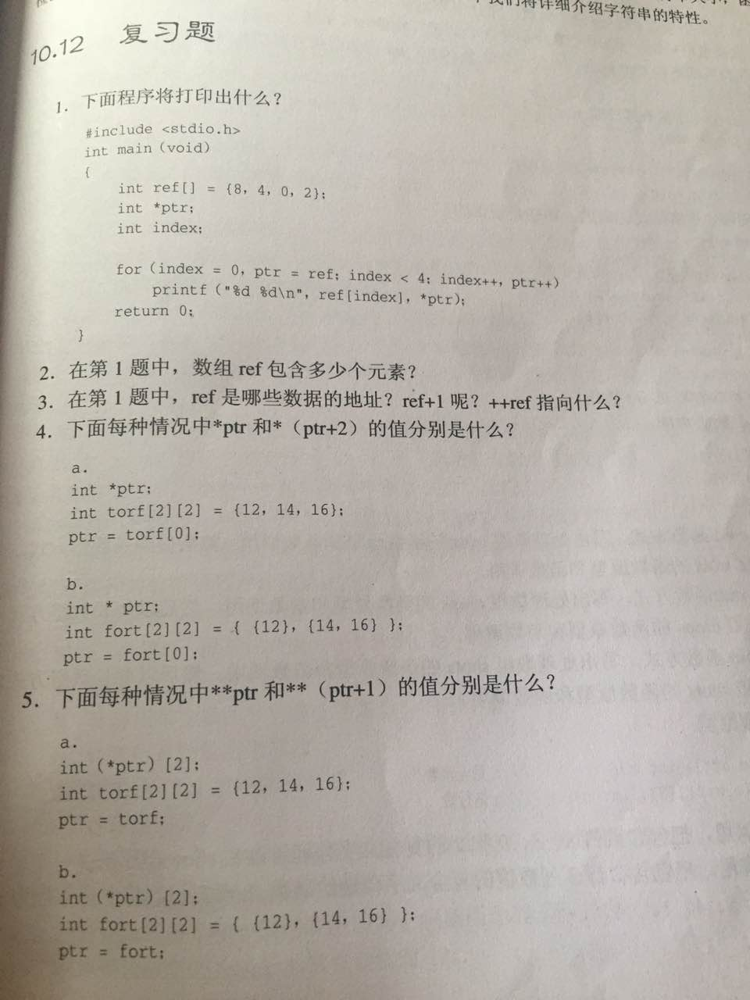 我们将详细介绍字符串的特性。
10.12 复习题
1. 下面程序将打印出什么？
#include <stdio.h>
int main（void）
{
int ref[] = {8, 4, 0, 2};
int *ptr;
int index;
for（index = 0, ptr = ref; index < 4; index++, ptr++）
printf（"%d %d\n", ref[index], *ptr）;
return 0;
}
2. 在第 1 题中，数组 ref 包含多少个元素？
3. 在第 1 题中，ref 是哪些数据的地址？ref+1 呢？++ref 指向什么？
4. 下面每种情况中*ptr 和*（ptr+2）的值分别是什么？
a.
int *ptr;
int torf[2][2] = {12, 14, 16};
ptr = torf[0];
b.
int * ptr;
int fort[2][2] = { {12}, {14, 16} };
ptr = fort[0];
5. 下面每种情况中**ptr 和**（ptr+1）的值分别是什么？
a.
int（*ptr）[2];
int torf[2][2] = {12, 14, 16};
ptr = torf;
b.
int（*ptr）[2];
int fort[2][2] = { {12}, {14, 16} };
ptr = fort;